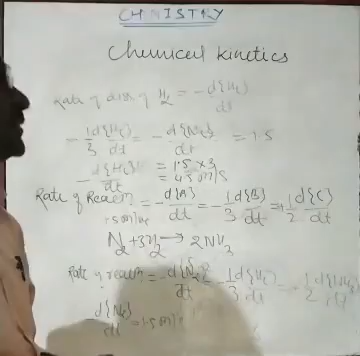 CHEMISTRY
Chemical kinetics
Rate of diss of H2 = - d{H2} / dt
- 1/3 d{H2}/dt = - d{N2}/dt = 1.5
- d{H2}/dt = 1.5 x 3
= 4.5 m/s
Rate of Reacn = - d{A}/dt = - 1/3 d{B}/dt = + 1/2 d{C}/dt
N2 + 3H2 → 2NH3
Rate of reacn = - d{N2}/dt - 1/3 d{H2}/dt = 1/2 d{NH3}/dt
d{N2}/dt = 1.5 m/s